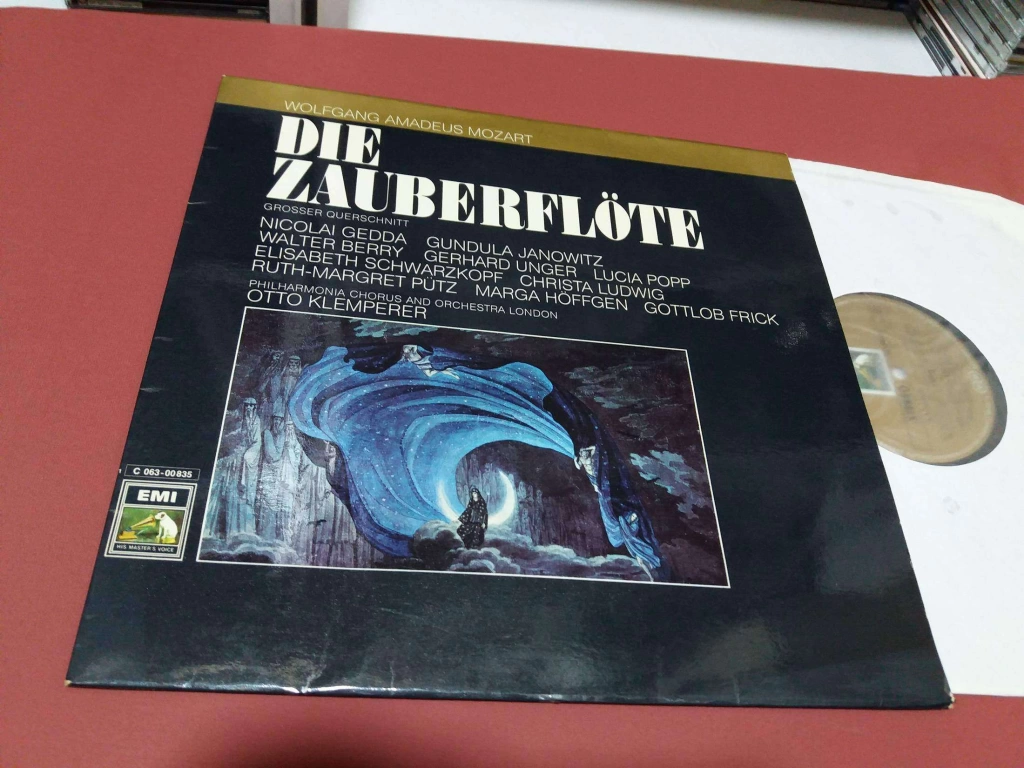 WOLFGANG AMADEUS MOZART
DIE
ZAUBERFLÖTE
GROSSER QUERSCHNITT
NICOLAI GEDDA GUNDULA JANOWITZ
WALTER BERRY GERHARD UNGER LUCIA POPP
ELISABETH SCHWARZKOPF CHRISTA LUDWIG
RUTH-MARGRET PÜTZ MARGA HÖFFGEN GOTTLOB FRICK
PHILHARMONIA CHORUS AND ORCHESTRA LONDON
OTTO KLEMPERER
C 063-00835
EMI
HIS MASTER'S VOICE